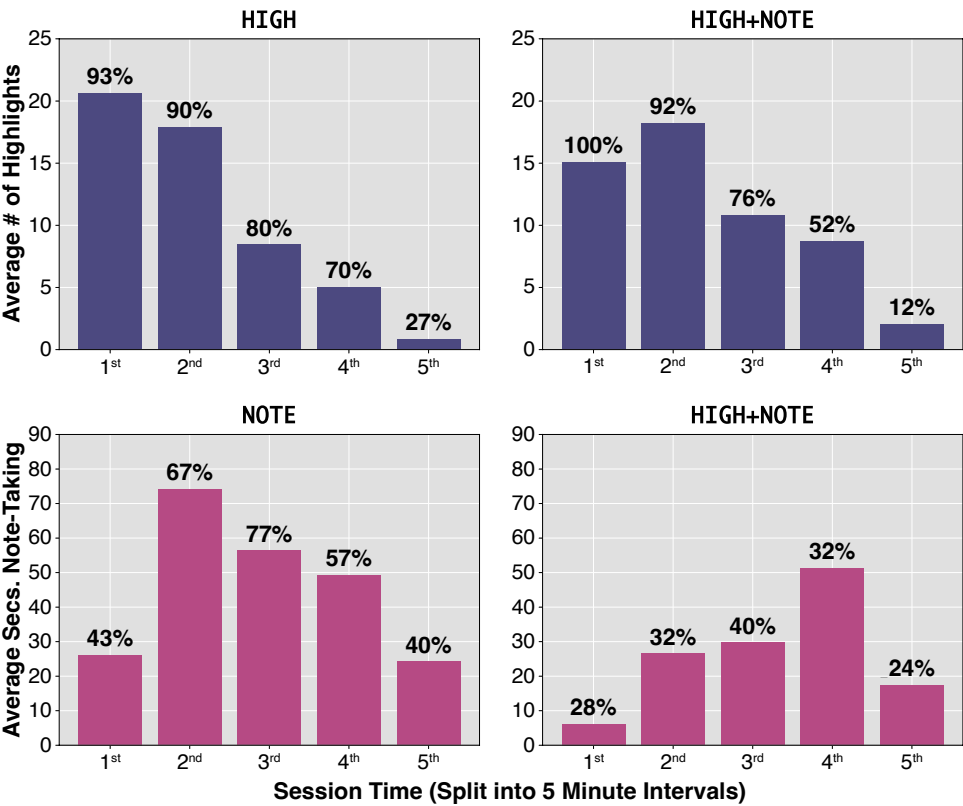 HIGH
HIGH+NOTE
Average # of Highlights
25
20
15
10
5
0
93%
90%
80%
70%
27%
1st
2nd
3rd
4th
5th
25
20
15
10
5
0
100%
92%
76%
52%
12%
1st
2nd
3rd
4th
5th
NOTE
HIGH+NOTE
Average Secs. Note-Taking
90
80
70
60
50
40
30
20
10
0
43%
67%
77%
57%
40%
1st
2nd
3rd
4th
5th
90
80
70
60
50
40
30
20
10
0
28%
32%
40%
32%
24%
1st
2nd
3rd
4th
5th
Session Time (Split into 5 Minute Intervals)